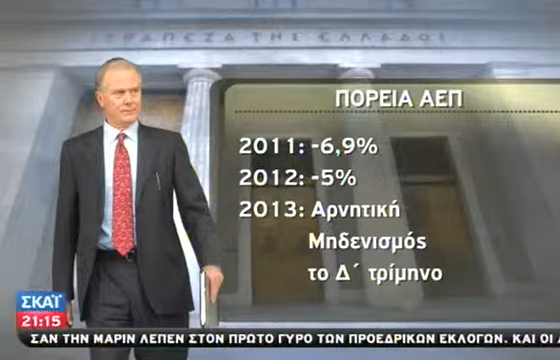 ΤΡΑΠΕΖΑ ΤΗΣ ΕΛΛΑΔΟΣ
ΠΟΡΕΙΑ ΑΕΠ
2011: -6,9%
2012: -5%
2013: Αρνητική
Μηδενισμός
το Δ΄ τρίμηνο
ΣΚΑΪ
21:15
ΣΑΝ ΤΗΝ ΜΑΡΙΝ ΛΕΠΕΝ ΣΤΟΝ ΠΡΩΤΟ ΓΥΡΟ ΤΩΝ ΠΡΟΕΔΡΙΚΩΝ ΕΚΛΟΓΩΝ. ΚΑΙ ΟΙ